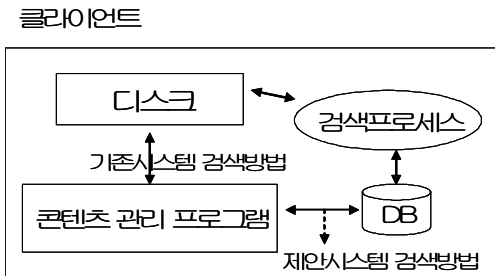 클라이언트
디스크
검색프로세스
기존시스템 검색방법
콘텐츠 관리 프로그램
DB
제안시스템 검색방법